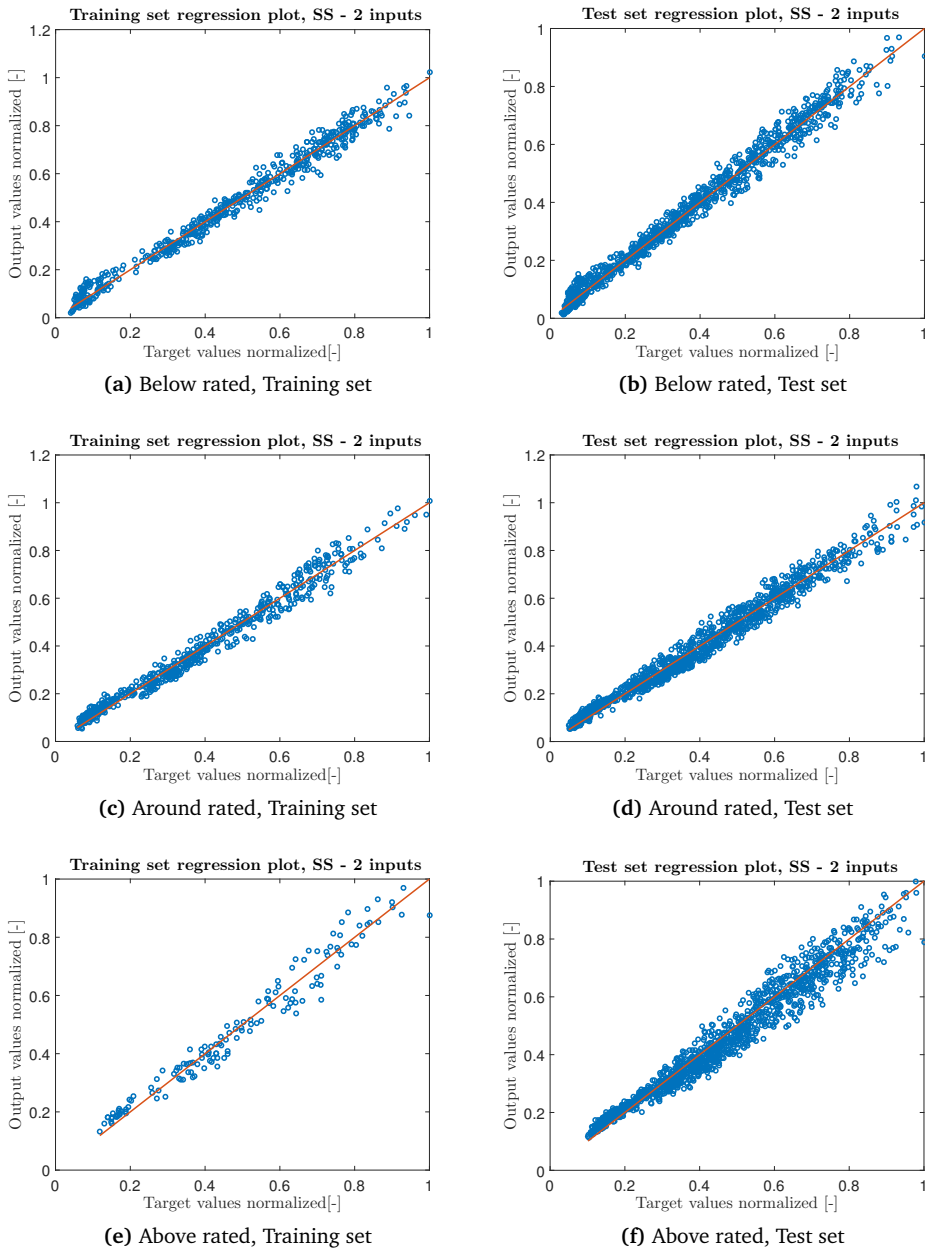 Training set regression plot, SS - 2 inputs
1.2
1
0.8
0.6
0.4
0.2
0
0 0.2 0.4 0.6 0.8 1
Output values normalized [-]
Target values normalized[-]
(a) Below rated, Training set
Test set regression plot, SS - 2 inputs
1
0.8
0.6
0.4
0.2
0
0 0.2 0.4 0.6 0.8 1
Output values normalized [-]
Target values normalized [-]
(b) Below rated, Test set
Training set regression plot, SS - 2 inputs
1.2
1
0.8
0.6
0.4
0.2
0
0 0.2 0.4 0.6 0.8 1
Output values normalized [-]
Target values normalized[-]
(c) Around rated, Training set
Test set regression plot, SS - 2 inputs
1.2
1
0.8
0.6
0.4
0.2
0
0 0.2 0.4 0.6 0.8 1
Output values normalized [-]
Target values normalized [-]
(d) Around rated, Test set
Training set regression plot, SS - 2 inputs
1
0.8
0.6
0.4
0.2
0
0 0.2 0.4 0.6 0.8 1
Output values normalized [-]
Target values normalized[-]
(e) Above rated, Training set
Test set regression plot, SS - 2 inputs
1
0.8
0.6
0.4
0.2
0
0 0.2 0.4 0.6 0.8 1
Output values normalized [-]
Target values normalized [-]
(f) Above rated, Test set